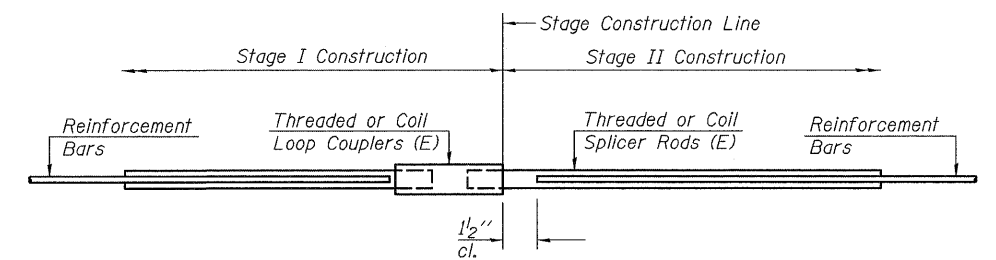 Stage Construction Line
Stage I Construction
Stage II Construction
Reinforcement
Bars
Threaded or Coil
Loop Couplers (E)
Threaded or Coil
Splicer Rods (E)
Reinforcement
Bars
1½''
cl.